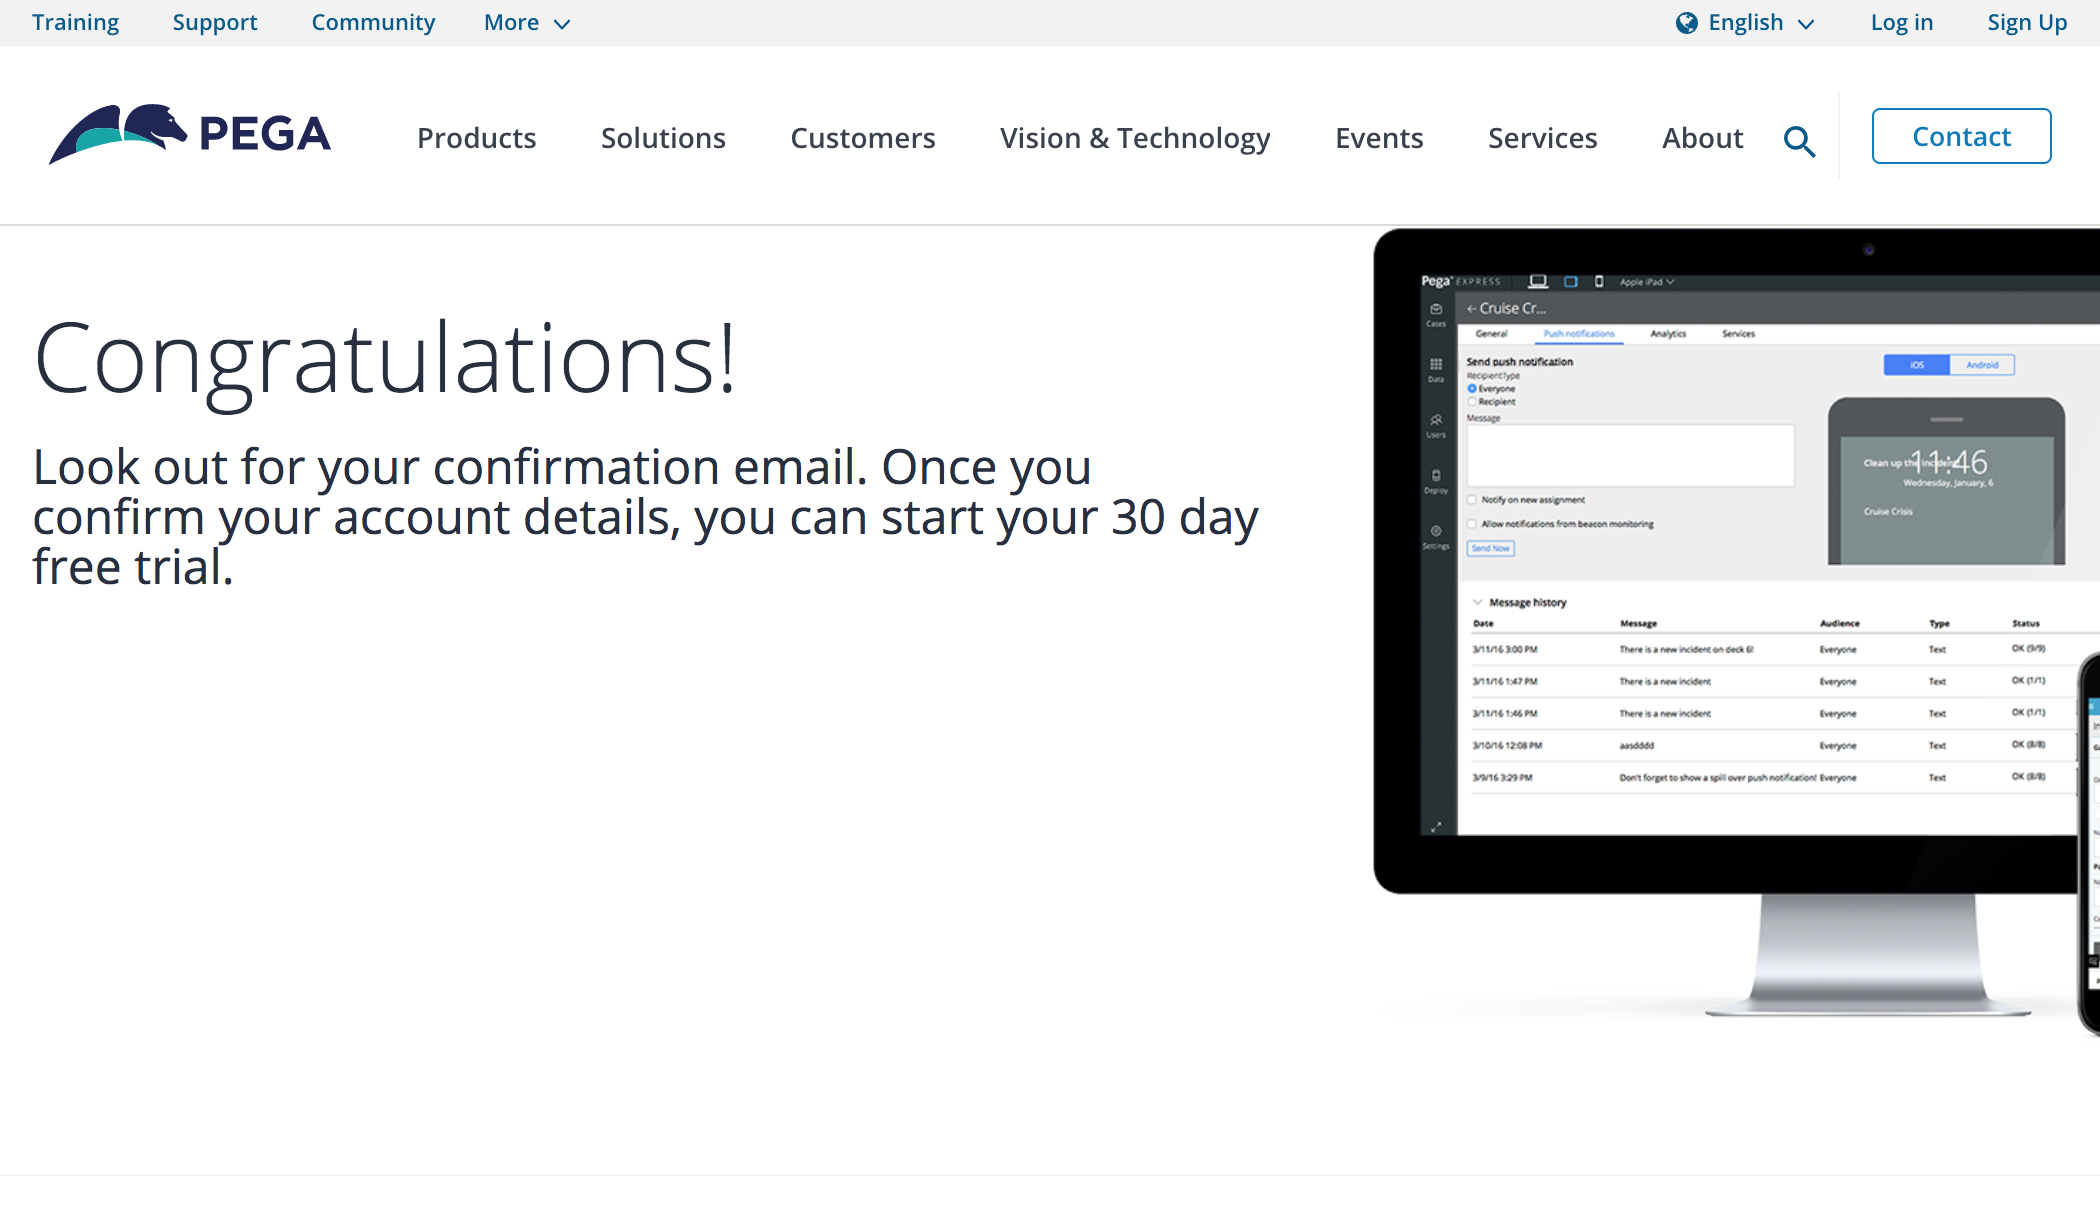 Training Support Community More English Log in Sign Up
PEGA Products Solutions Customers Vision & Technology Events Services About Contact
Congratulations!
Look out for your confirmation email. Once you
confirm your account details, you can start your 30 day
free trial.
Pega EXPRESS Apple iPad
Cases
Data
Users
Deploy
Settings
← Cruise Cr...
General Push notifications Analytics Services
Send push notification
RecipientType
Everyone
Recipient
Message
Notify on new assignment
Allow notifications from beacon monitoring
Send Now
iOS Android
11:46
Clean up the incident
Wednesday, January, 6
Cruise Crisis
Message history
Date Message Audience Type Status
3/11/16 3:00 PM There is a new incident on deck 6! Everyone Text OK (9/9)
3/11/16 1:47 PM There is a new incident Everyone Text OK (1/1)
3/11/16 1:46 PM There is a new incident Everyone Text OK (1/1)
3/10/16 12:08 PM aasdddd Everyone Text OK (8/8)
3/9/16 3:29 PM Don't forget to show a spill over push notification! Everyone Text OK (8/8)